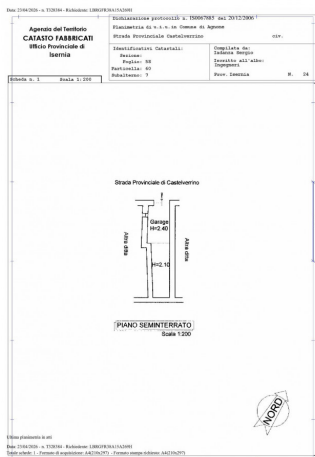 Data: 23/04/2026 - n. T328384 - Richiedente: LBBGFR38A15A269I
Dichiarazione protocollo n. IS0067885 del 20/12/2006
Agenzia del Territorio
CATASTO FABBRICATI
Ufficio Provinciale di
Isernia
Planimetria di u.i.u. in Comune di Agnone
Strada Provinciale Castelverrino
civ.
Identificativi Catastali:
Sezione:
Foglio: 58
Particella: 60
Subalterno: 7
Compilata da:
Iadanza Sergio
Iscritto all'albo:
Ingegneri
Prov. Isernia
N.
Scheda n. 1
Scala 1:200
Strada Provinciale di Castelverrino
Garage
H=2.40
Altra ditta
Altra ditta
H=2.10
PIANO SEMINTERRATO
Scala 1:200
NORD
Ultima planimetria in atti
Data: 23/04/2026 - n. T328384 - Richiedente: LBBGFR38A15A269I
Totale schede: 1 - Formato di acquisizione: A4(210x297) - Formato stampa richiesto: A4(210x297)